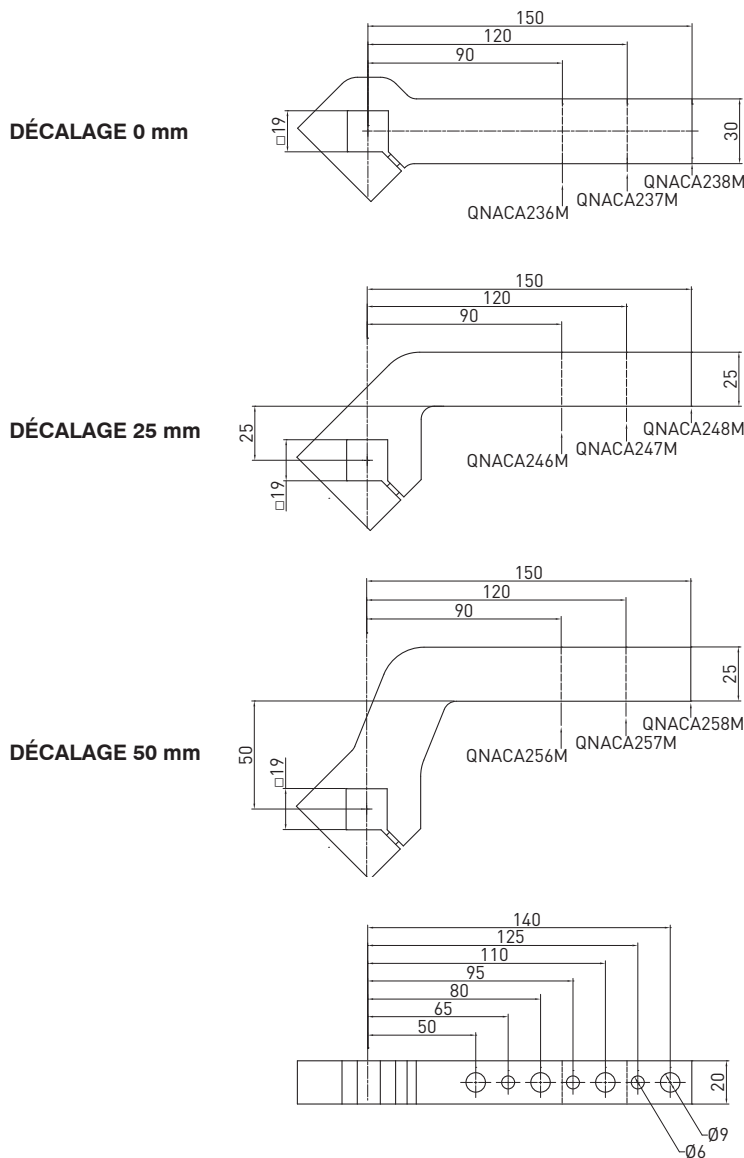 150
120
90
DÉCALAGE 0 mm
□19
30
QNACA238M
QNACA237M
QNACA236M
150
120
90
25
DÉCALAGE 25 mm
25
QNACA248M
QNACA247M
QNACA246M
□19
150
120
90
25
QNACA258M
QNACA257M
QNACA256M
DÉCALAGE 50 mm
50
□19
140
125
110
95
80
65
50
20
Ø9
Ø6